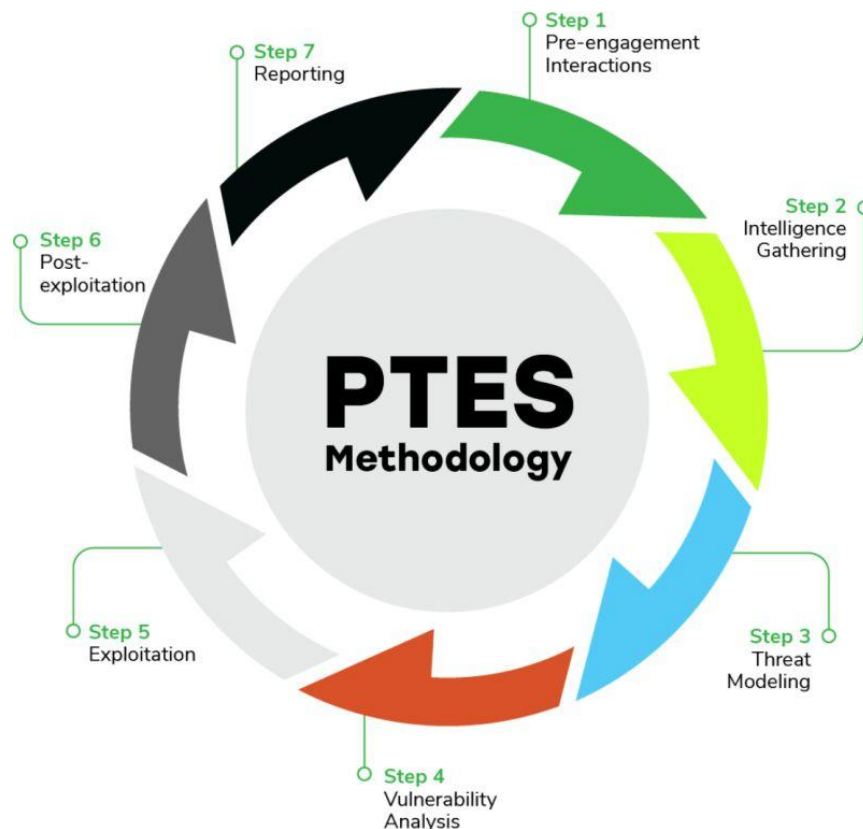 Step 1
Pre-engagement
Interactions
Step 2
Intelligence
Gathering
Step 3
Threat
Modeling
Step 4
Vulnerability
Analysis
Step 5
Exploitation
Step 6
Post-
exploitation
Step 7
Reporting
PTES
Methodology